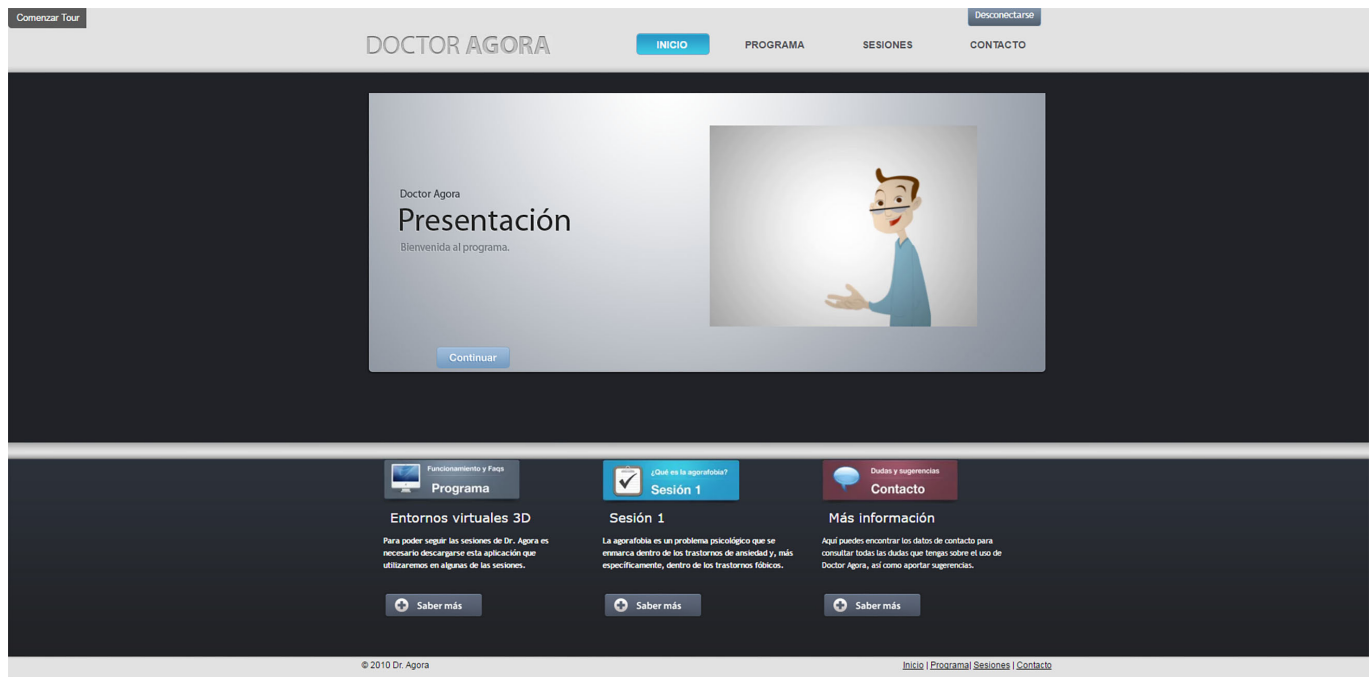 Comenzar Tour
Desconectarse
DOCTOR AGORA
INICIO
PROGRAMA
SESIONES
CONTACTO
Doctor Agora
Presentación
Bienvenida al programa.
Continuar
Funcionamiento y Faqs
Programa
Entornos virtuales 3D
Para poder seguir las sesiones de Dr. Agora es
necesario descargarse esta aplicación que
utilizaremos en algunas de las sesiones.
Saber más
¿Qué es la agorafobia?
Sesión 1
Sesión 1
La agorafobia es un problema psicológico que se
enmarca dentro de los trastornos de ansiedad y, más
específicamente, dentro de los trastornos fóbicos.
Saber más
Dudas y sugerencias
Contacto
Más información
Aquí puedes encontrar los datos de contacto para
consultar todas las dudas que tengas sobre el uso de
Doctor Agora, así como aportar sugerencias.
Saber más
© 2010 Dr. Agora
Inicio | Programa| Sesiones | Contacto